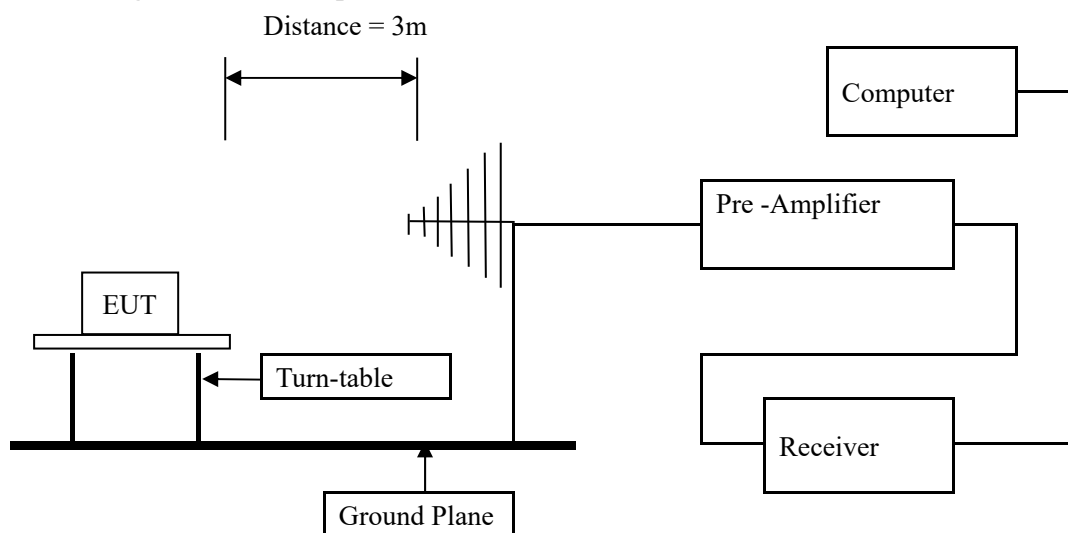 Distance = 3m
Computer
Pre -Amplifier
EUT
Turn-table
Receiver
Ground Plane